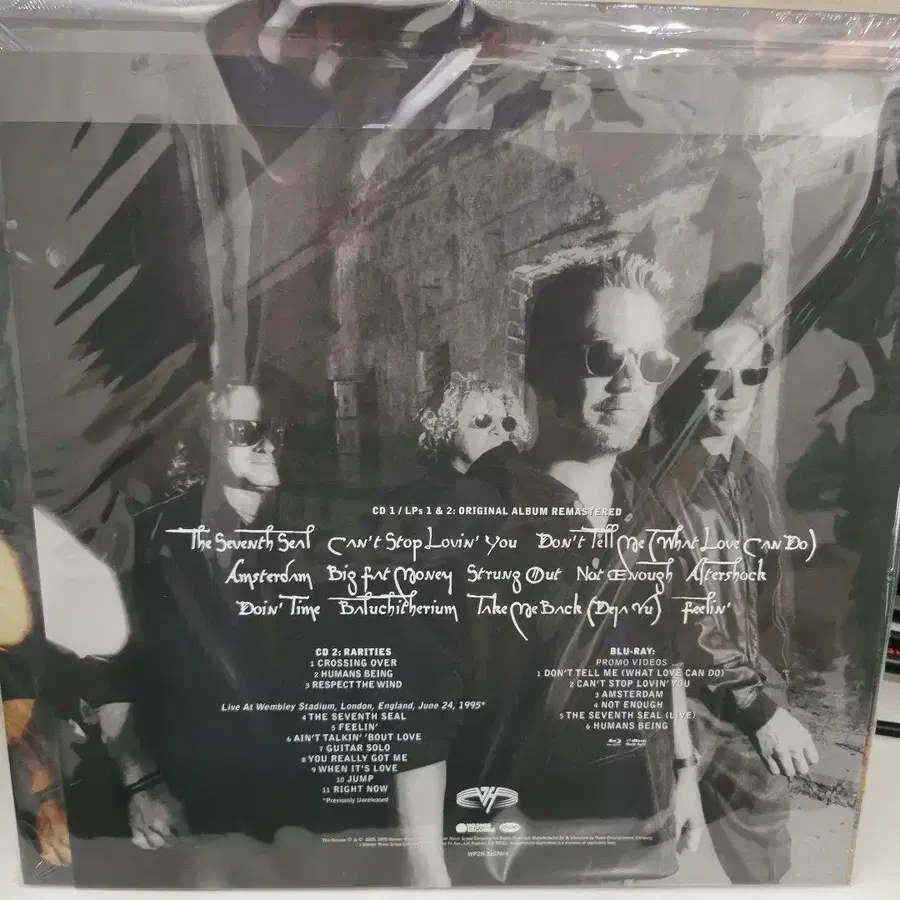 CD 1 / LPs 1 & 2: ORIGINAL ALBUM REMASTERED
The Seventh Seal Can't Stop Lovin' You Don't Tell Me (What Love Can Do)
Amsterdam Big Fat Money Strung Out Not Enough Aftershock
Doin' Time Baluchitherium Take Me Back (Deja Vu) Feelin'
CD 2: RARITIES
1 CROSSING OVER
2 HUMANS BEING
3 RESPECT THE WIND
Live At Wembley Stadium, London, England, June 24, 1995*
4 THE SEVENTH SEAL
5 FEELIN'
6 AIN'T TALKIN' 'BOUT LOVE
7 GUITAR SOLO
8 YOU REALLY GOT ME
9 WHEN IT'S LOVE
10 JUMP
11 RIGHT NOW
*Previously Unreleased
BLU-RAY:
PROMO VIDEOS
1 DON'T TELL ME (WHAT LOVE CAN DO)
2 CAN'T STOP LOVIN' YOU
3 AMSTERDAM
4 NOT ENOUGH
5 THE SEVENTH SEAL (LIVE)
6 HUMANS BEING
VH
WARNER RECORDS